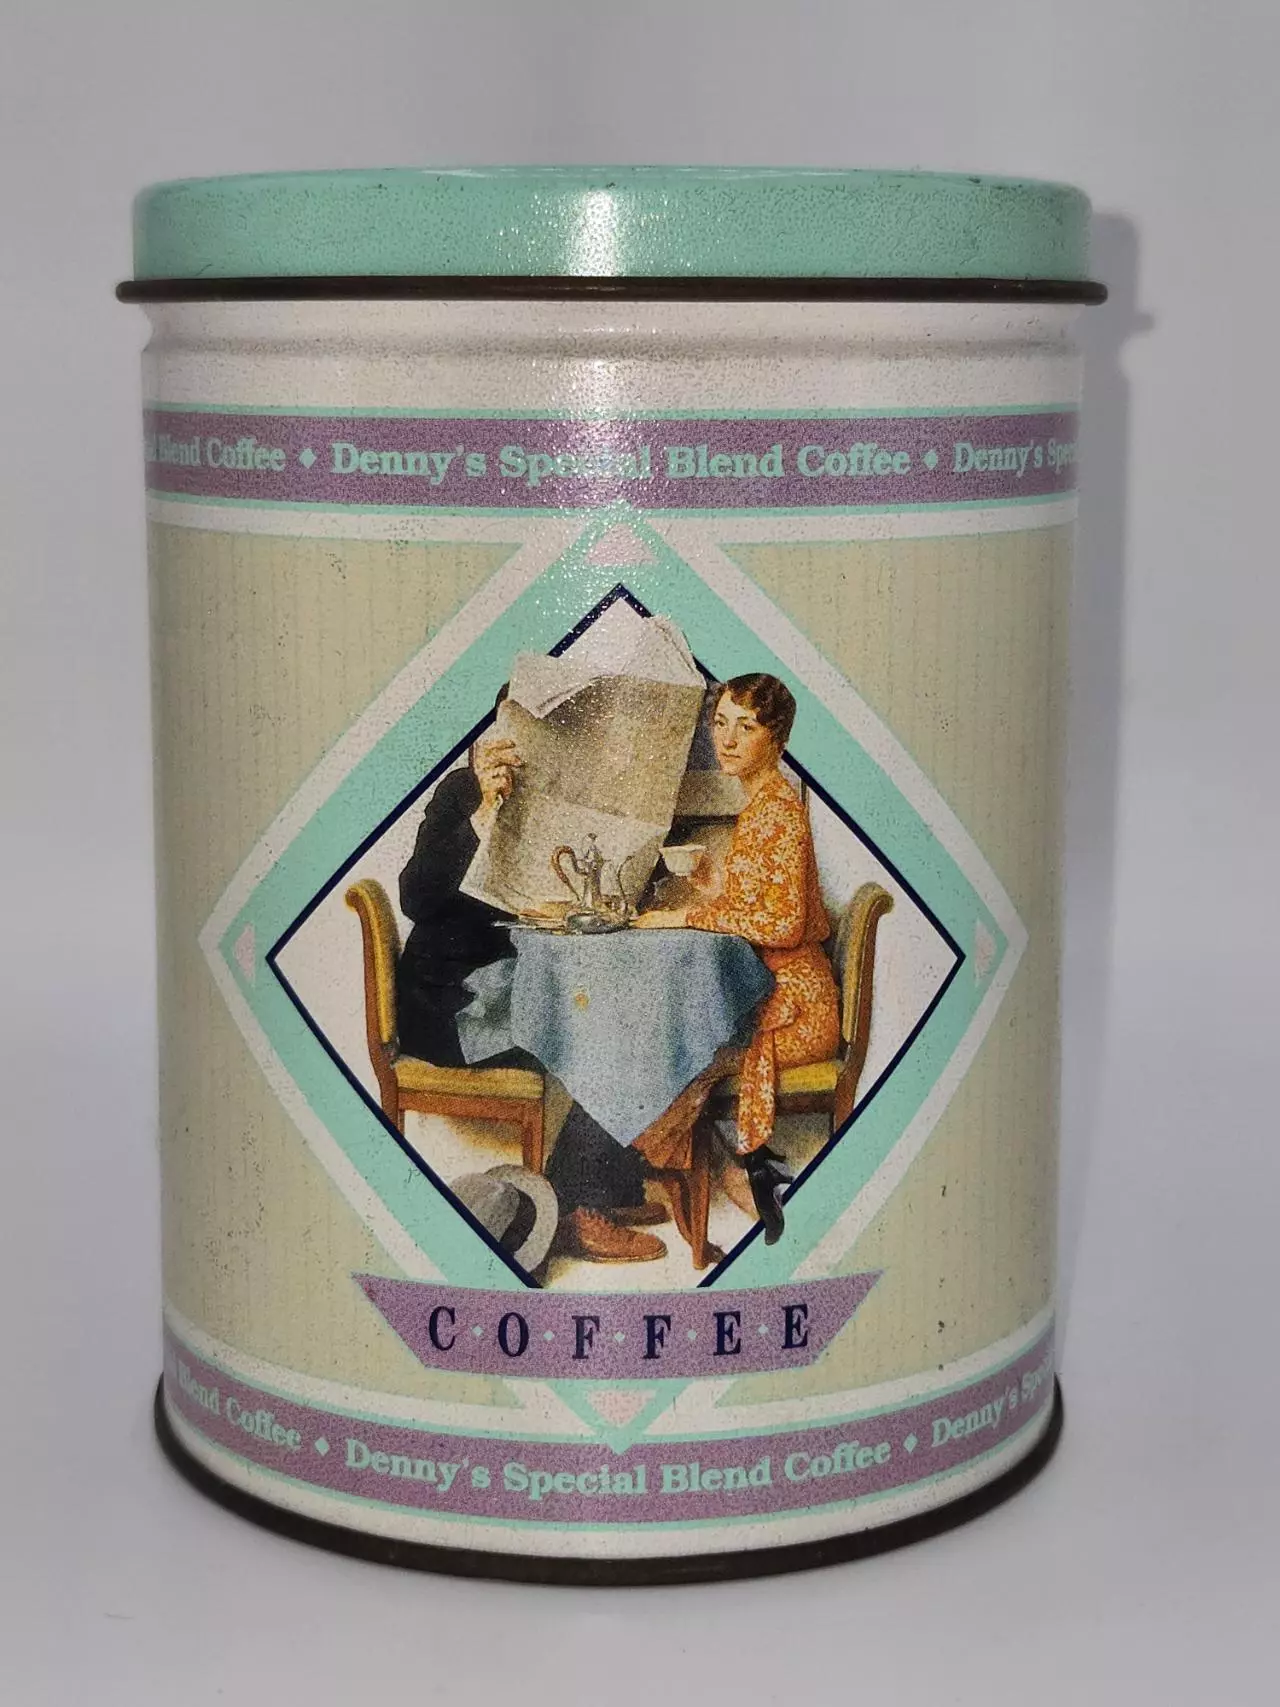 Blend Coffee ♦ Denny's Special Blend Coffee ♦ Denny's
C·O·F·F·E·E
Blend Coffee ♦ Denny's Special Blend Coffee ♦ Denny's